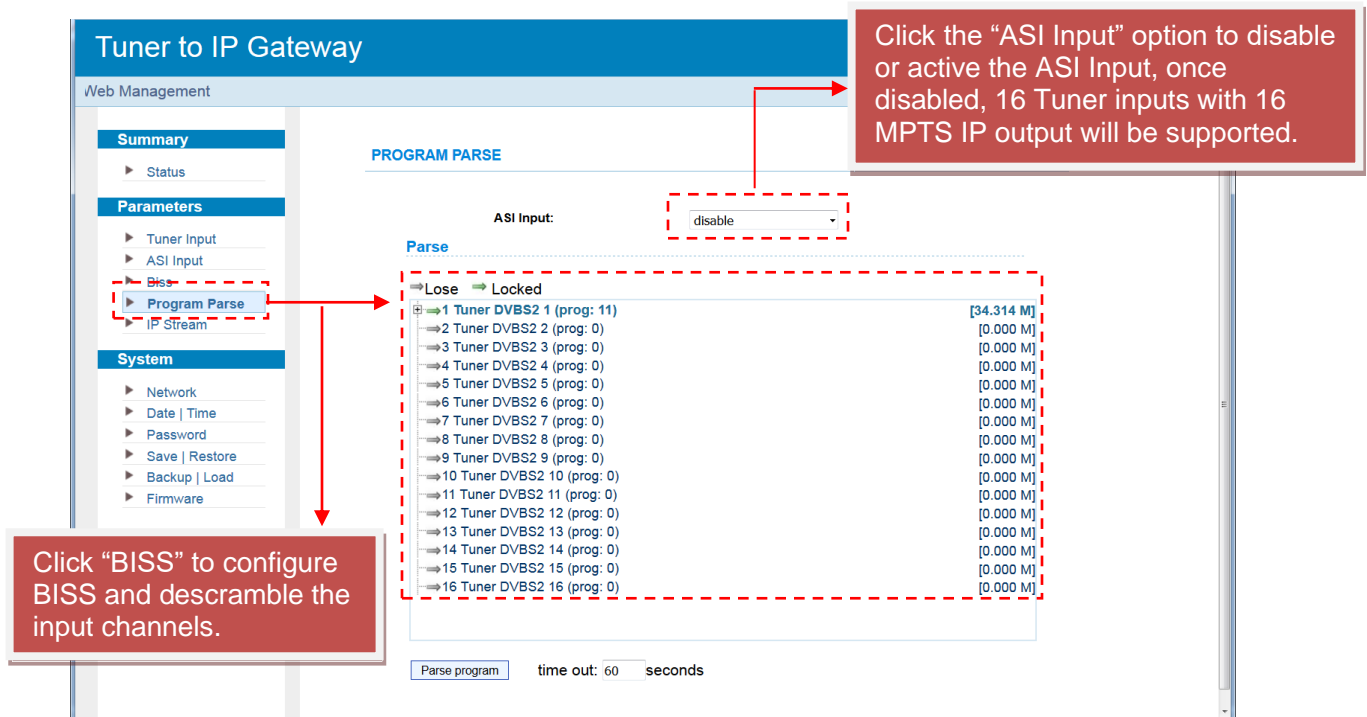 Tuner to IP Gateway
Web Management
Click the “ASI Input” option to disable
or active the ASI Input, once
disabled, 16 Tuner inputs with 16
MPTS IP output will be supported.
Summary
Status
Parameters
Tuner Input
ASI Input
Biss
Program Parse
IP Stream
System
Network
Date | Time
Password
Save | Restore
Backup | Load
Firmware
Click “BISS” to configure
BISS and descramble the
input channels.
PROGRAM PARSE
ASI Input: disable
Parse
Lose Locked
1 Tuner DVBS2 1 (prog: 11) [34.314 M]
2 Tuner DVBS2 2 (prog: 0) [0.000 M]
3 Tuner DVBS2 3 (prog: 0) [0.000 M]
4 Tuner DVBS2 4 (prog: 0) [0.000 M]
5 Tuner DVBS2 5 (prog: 0) [0.000 M]
6 Tuner DVBS2 6 (prog: 0) [0.000 M]
7 Tuner DVBS2 7 (prog: 0) [0.000 M]
8 Tuner DVBS2 8 (prog: 0) [0.000 M]
9 Tuner DVBS2 9 (prog: 0) [0.000 M]
10 Tuner DVBS2 10 (prog: 0) [0.000 M]
11 Tuner DVBS2 11 (prog: 0) [0.000 M]
12 Tuner DVBS2 12 (prog: 0) [0.000 M]
13 Tuner DVBS2 13 (prog: 0) [0.000 M]
14 Tuner DVBS2 14 (prog: 0) [0.000 M]
15 Tuner DVBS2 15 (prog: 0) [0.000 M]
16 Tuner DVBS2 16 (prog: 0) [0.000 M]
Parse program time out: 60 seconds